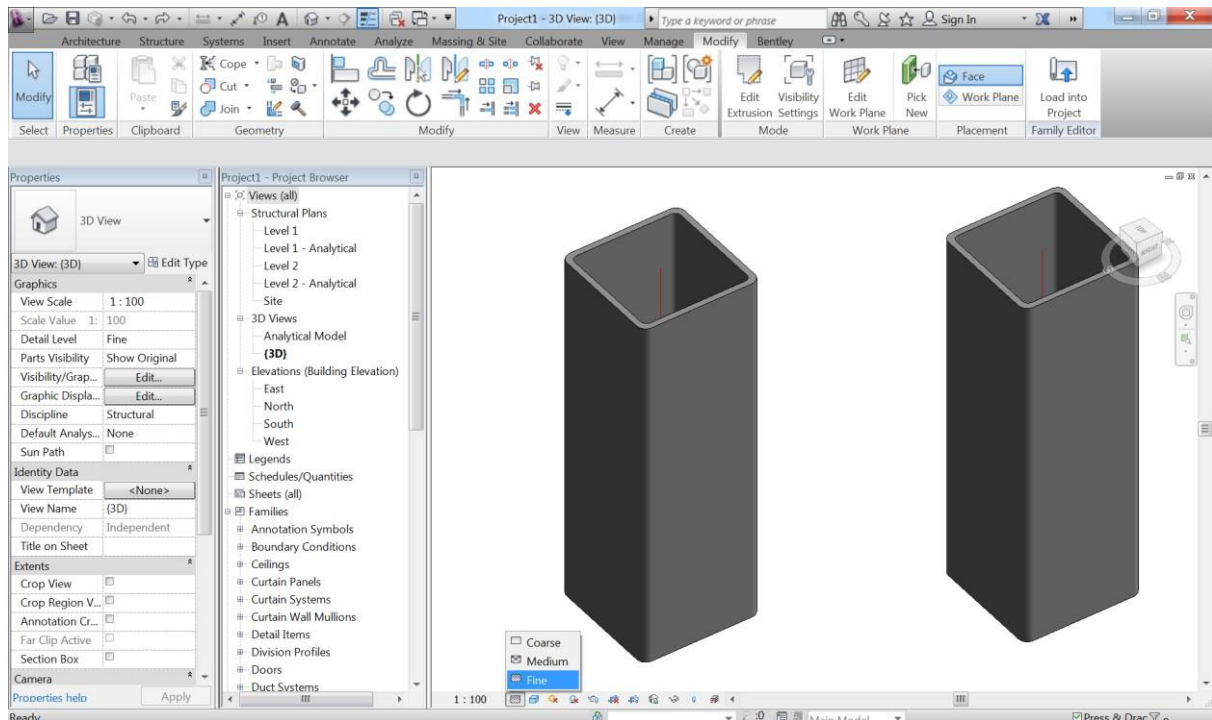 Project1 - 3D View: {3D}
Type a keyword or phrase
Sign In
Architecture Structure Systems Insert Annotate Analyze Massing & Site Collaborate View Manage Modify Bentley
Modify
Paste
Cope
Cut
Join
Edit Extrusion
Visibility Settings
Edit Work Plane
Pick New
Face
Work Plane
Load into Project
Select Properties Clipboard Geometry Modify View Measure Create Mode Work Plane Placement Family Editor
Properties
3D View
3D View: {3D}
Edit Type
Graphics
View Scale 1 : 100
Scale Value 1: 100
Detail Level Fine
Parts Visibility Show Original
Visibility/Grap... Edit...
Graphic Displa... Edit...
Discipline Structural
Default Analys... None
Sun Path
Identity Data
View Template <None>
View Name {3D}
Dependency Independent
Title on Sheet
Extents
Crop View
Crop Region V...
Annotation Cr...
Far Clip Active
Section Box
Camera
Properties help Apply
Project1 - Project Browser
Views (all)
Structural Plans
Level 1
Level 1 - Analytical
Level 2
Level 2 - Analytical
Site
3D Views
Analytical Model
{3D}
Elevations (Building Elevation)
East
North
South
West
Legends
Schedules/Quantities
Sheets (all)
Families
Annotation Symbols
Boundary Conditions
Ceilings
Curtain Panels
Curtain Systems
Curtain Wall Mullions
Detail Items
Division Profiles
Doors
Duct Systems
TOP
RIGHT
Coarse
Medium
Fine
1 : 100
Ready
:0
Main Model
Press & Drag